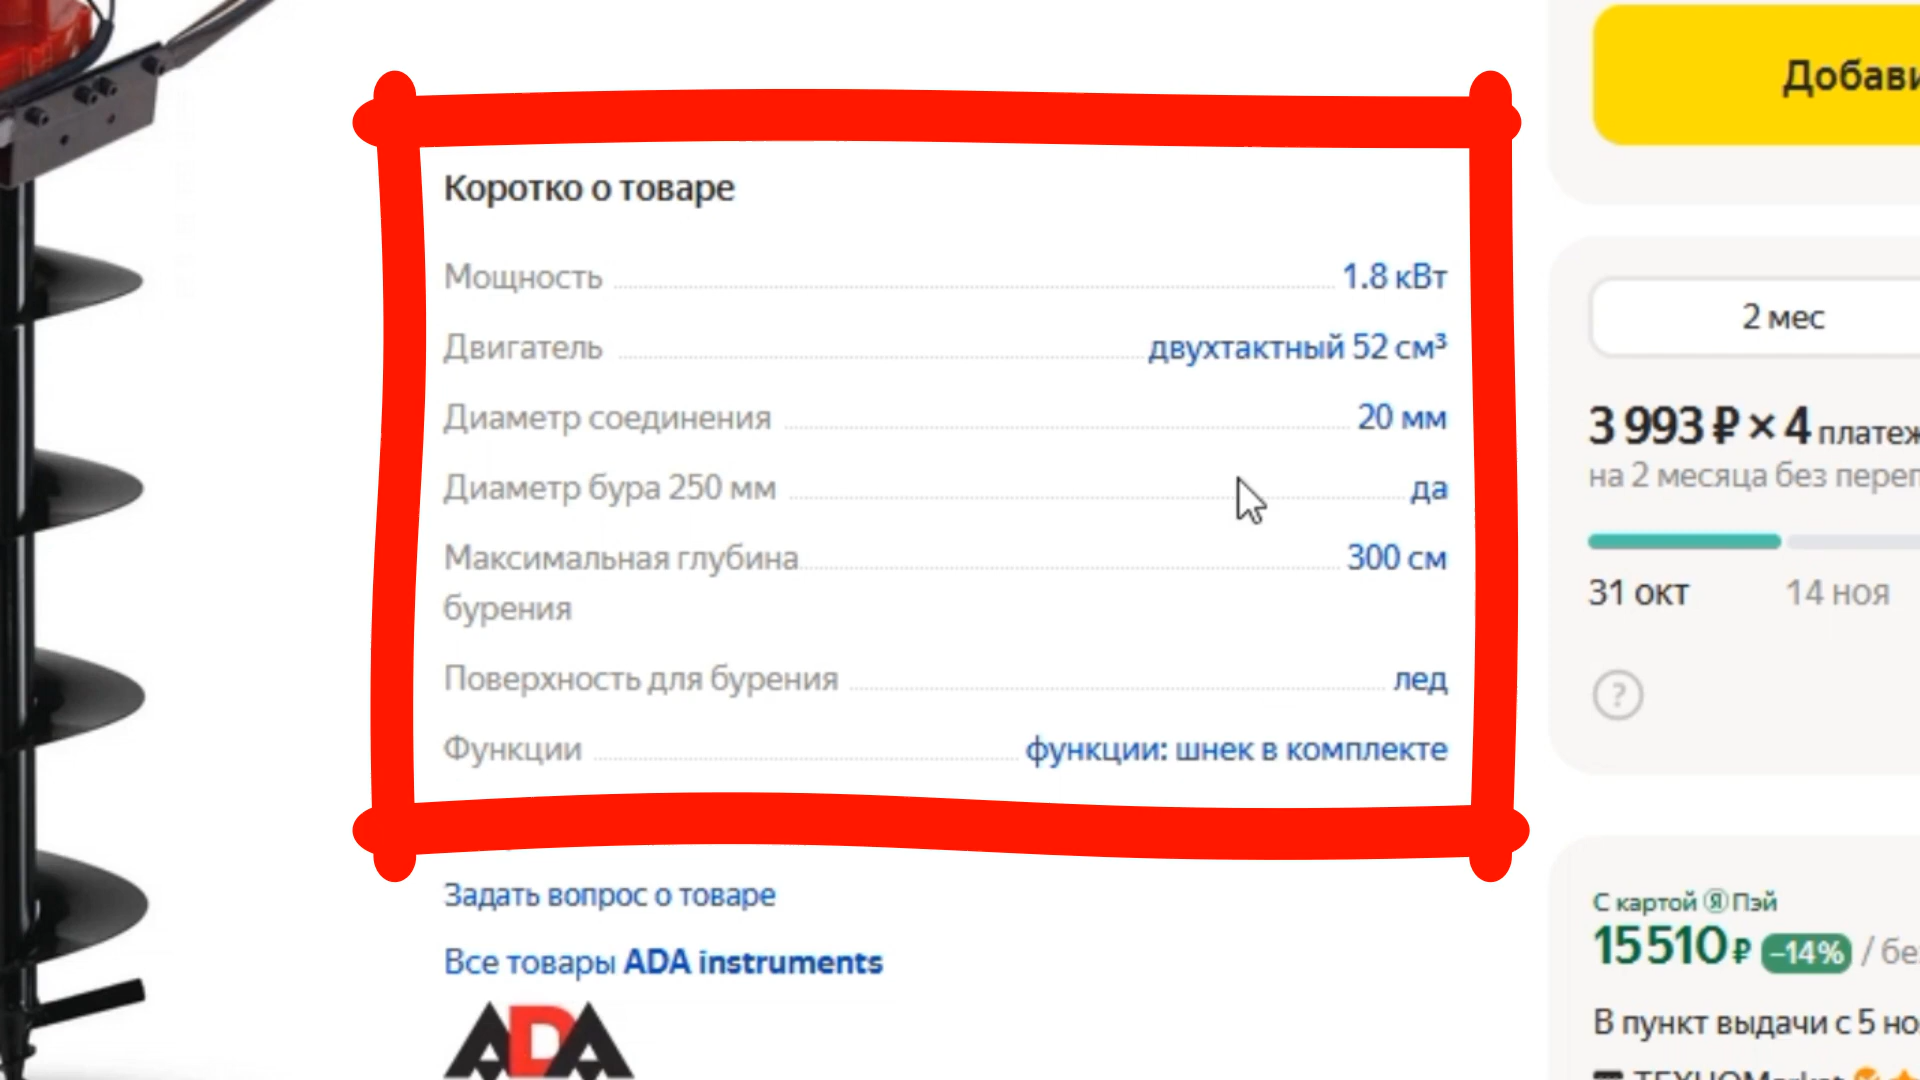 Коротко о товаре
Мощность 1.8 кВт
Двигатель двухтактный 52 см³
Диаметр соединения 20 мм
Диаметр бура 250 мм да
Максимальная глубина бурения 300 см
Поверхность для бурения лед
Функции функции: шнек в комплекте
Задать вопрос о товаре
Все товары ADA instruments
ADA
Добави
2 мес
3 993 ₽ × 4 платеж
на 2 месяца без переп
31 окт 14 ноя
?
С картой Я Пэй
15 510 ₽ –14% / бе
В пункт выдачи с 5 но